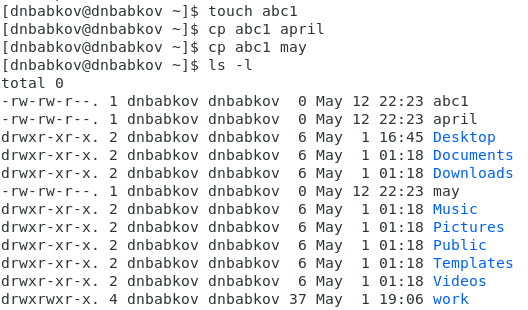 [dnbabkov@dnbabkov ~]$ touch abc1
[dnbabkov@dnbabkov ~]$ cp abc1 april
[dnbabkov@dnbabkov ~]$ cp abc1 may
[dnbabkov@dnbabkov ~]$ ls -l
total 0
-rw-rw-r--. 1 dnbabkov dnbabkov  0 May 12 22:23 abc1
-rw-rw-r--. 1 dnbabkov dnbabkov  0 May 12 22:23 april
drwxr-xr-x. 2 dnbabkov dnbabkov  6 May  1 16:45 Desktop
drwxr-xr-x. 2 dnbabkov dnbabkov  6 May  1 01:18 Documents
drwxr-xr-x. 2 dnbabkov dnbabkov  6 May  1 01:18 Downloads
-rw-rw-r--. 1 dnbabkov dnbabkov  0 May 12 22:23 may
drwxr-xr-x. 2 dnbabkov dnbabkov  6 May  1 01:18 Music
drwxr-xr-x. 2 dnbabkov dnbabkov  6 May  1 01:18 Pictures
drwxr-xr-x. 2 dnbabkov dnbabkov  6 May  1 01:18 Public
drwxr-xr-x. 2 dnbabkov dnbabkov  6 May  1 01:18 Templates
drwxr-xr-x. 2 dnbabkov dnbabkov  6 May  1 01:18 Videos
drwxrwxr-x. 4 dnbabkov dnbabkov 37 May  1 19:06 work